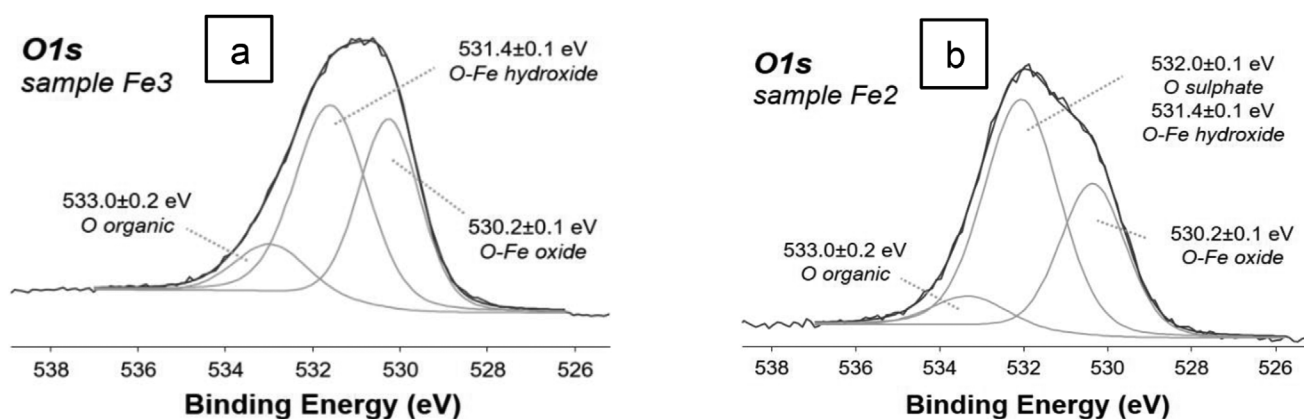 O1s
sample Fe3
a
531.4±0.1 eV
O-Fe hydroxide
533.0±0.2 eV
O organic
530.2±0.1 eV
O-Fe oxide
538 536 534 532 530 528 526
Binding Energy (eV)
O1s
sample Fe2
b
532.0±0.1 eV
O sulphate
531.4±0.1 eV
O-Fe hydroxide
533.0±0.2 eV
O organic
530.2±0.1 eV
O-Fe oxide
538 536 534 532 530 528 526
Binding Energy (eV)